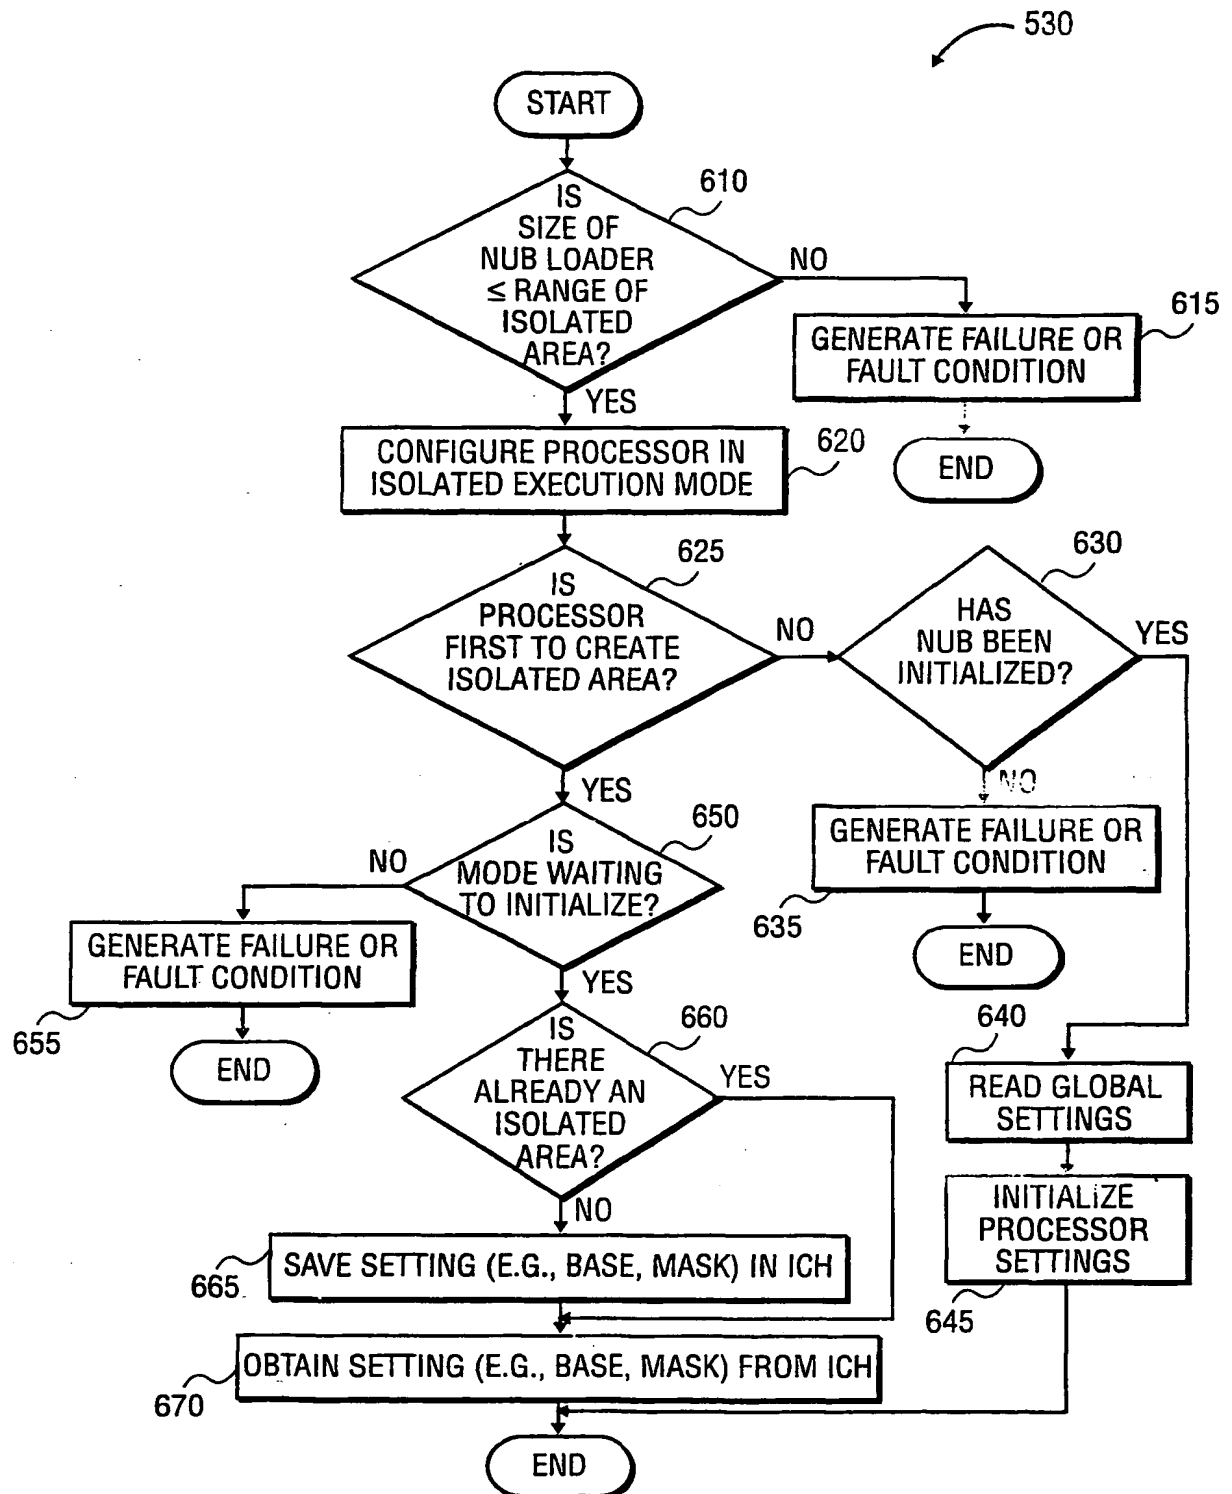 530
START
610
IS
SIZE OF
NUB LOADER
≤ RANGE OF
ISOLATED
AREA?
NO
YES
615
GENERATE FAILURE OR
FAULT CONDITION
END
620
CONFIGURE PROCESSOR IN
ISOLATED EXECUTION MODE
625
IS
PROCESSOR
FIRST TO CREATE
ISOLATED AREA?
NO
YES
630
HAS
NUB BEEN
INITIALIZED?
YES
NO
GENERATE FAILURE OR
FAULT CONDITION
635
END
650
IS
MODE WAITING
TO INITIALIZE?
NO
YES
GENERATE FAILURE OR
FAULT CONDITION
655
END
660
IS
THERE
ALREADY AN
ISOLATED
AREA?
YES
NO
640
READ GLOBAL
SETTINGS
INITIALIZE
PROCESSOR
SETTINGS
645
SAVE SETTING (E.G., BASE, MASK) IN ICH
665
OBTAIN SETTING (E.G., BASE, MASK) FROM ICH
670
END